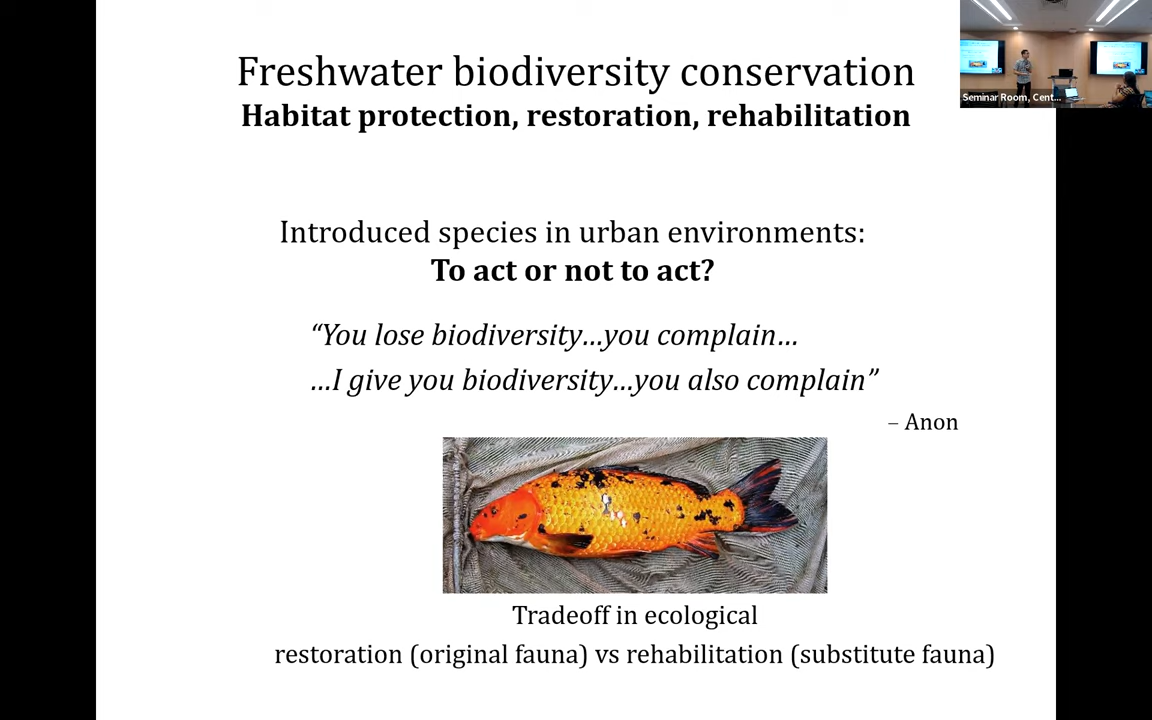 Freshwater biodiversity conservation
Habitat protection, restoration, rehabilitation
Seminar Room, Cent...
Introduced species in urban environments:
To act or not to act?
“You lose biodiversity...you complain...
...I give you biodiversity...you also complain”
– Anon
Tradeoff in ecological
restoration (original fauna) vs rehabilitation (substitute fauna)